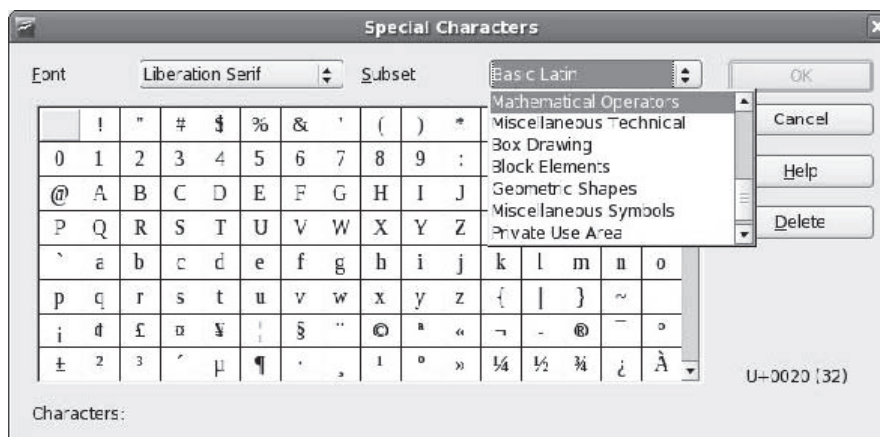 Special Characters
Font Liberation Serif Subset Basic Latin OK
Mathematical Operators
Miscellaneous Technical
Box Drawing
Block Elements
Geometric Shapes
Miscellaneous Symbols
Private Use Area
Cancel
Help
Delete
! " # $ % & ' ( ) *
0 1 2 3 4 5 6 7 8 9 :
@ A B C D E F G H I J
P Q R S T U V W X Y Z
` a b c d e f g h i j k l m n o
p q r s t u v w x y z { | } ~
¡ ¢ £ ¤ ¥ ¦ § ¨ © ª « ¬ - ® ¯ °
± ² ³ ´ µ ¶ · ¸ ¹ º » ¼ ½ ¾ ¿ À
U+0020 (32)
Characters: